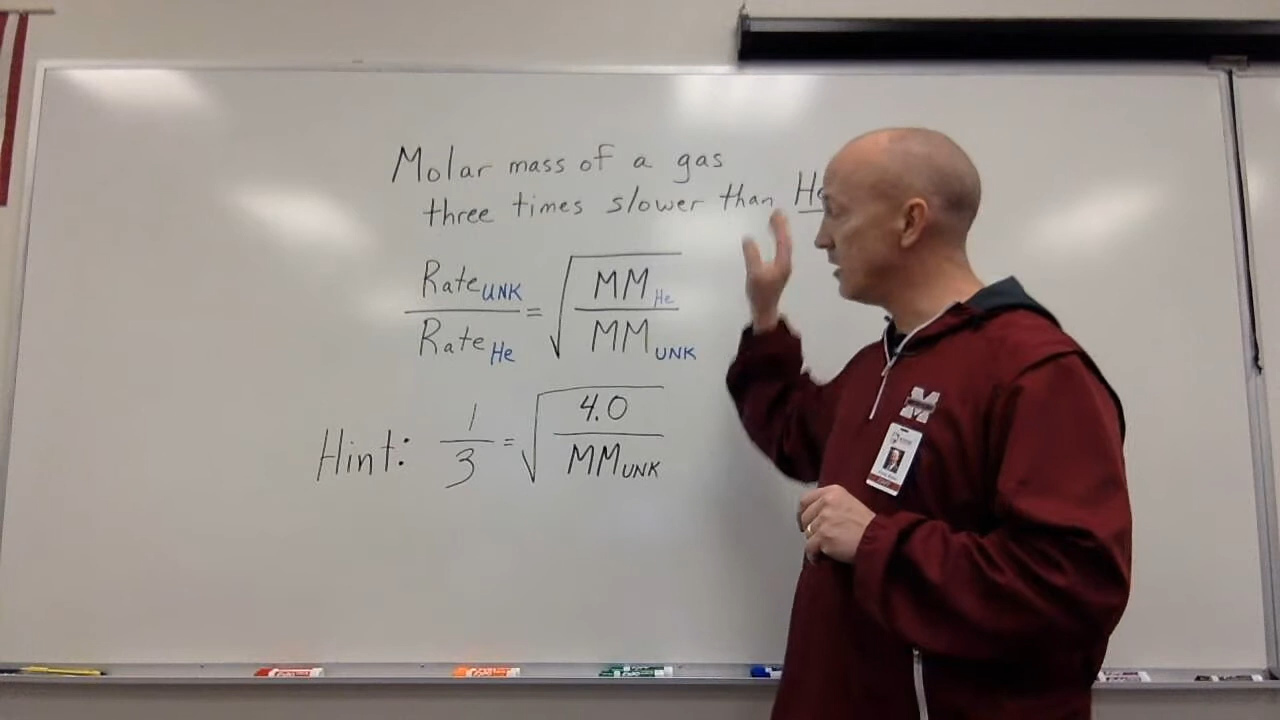 Molar mass of a gas
three times slower than He
Rate UNK / Rate He = √(MM He / MM UNK)
Hint: 1/3 = √(4.0 / MM UNK)
M